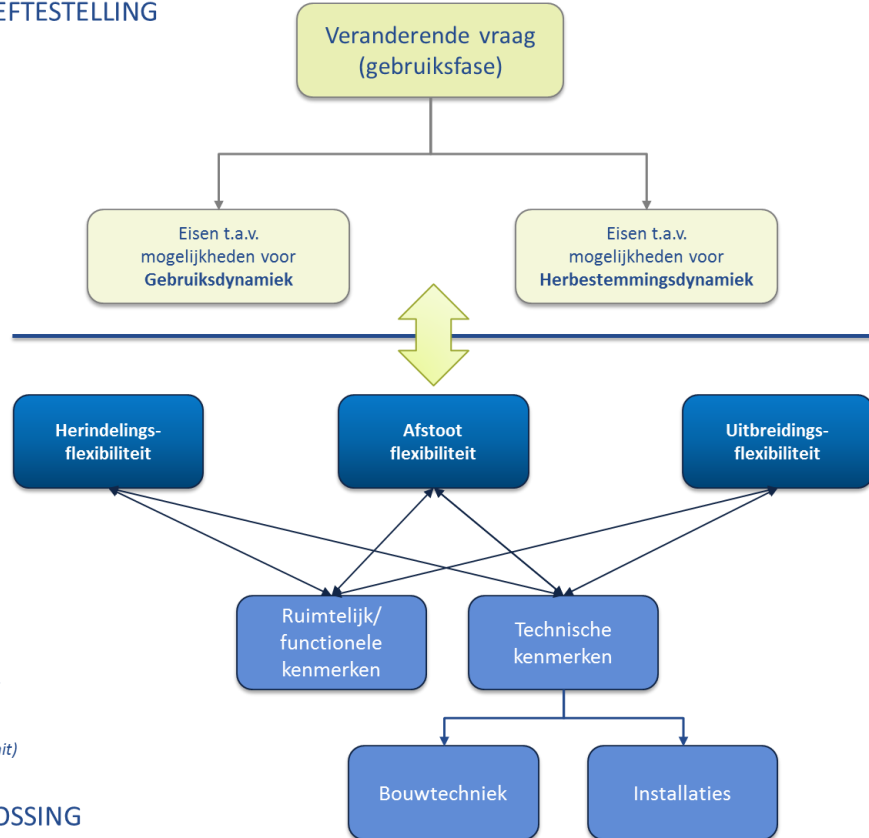 EFTESTELLING
Veranderende vraag
(gebruiksfase)
Eisen t.a.v.
mogelijkheden voor
Gebruiksdynamiek
Eisen t.a.v.
mogelijkheden voor
Herbestemmingsdynamiek
Herindelings-
flexibiliteit
Afstoot
flexibiliteit
Uitbreidings-
flexibiliteit
Ruimtelijk/
functionele
kenmerken
Technische
kenmerken
it)
Bouwtechniek
Installaties
OSSING